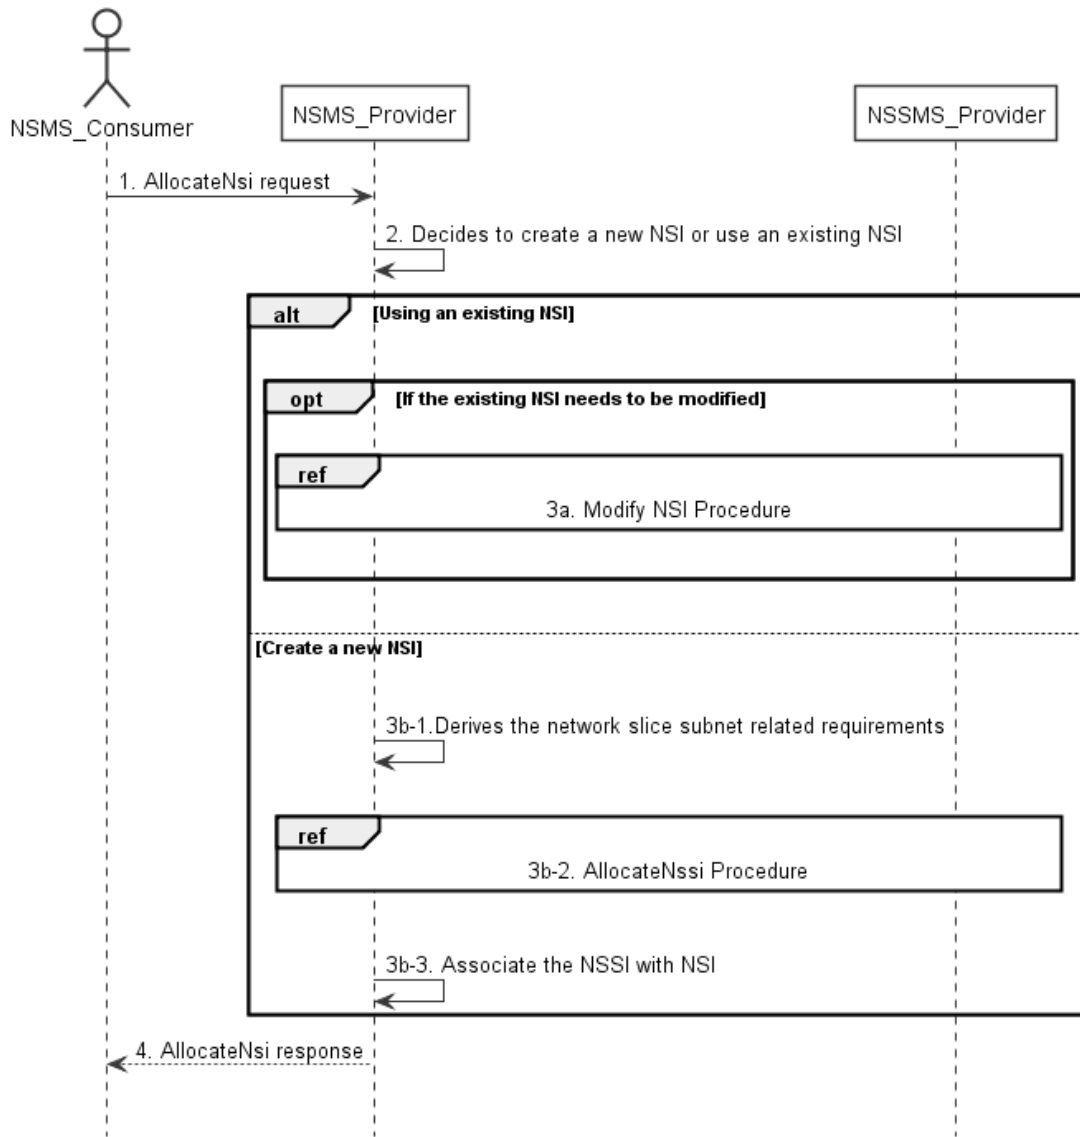 NSMS_Consumer
NSMS_Provider
NSSMS_Provider
1. AllocateNsi request
2. Decides to create a new NSI or use an existing NSI
alt
[Using an existing NSI]
opt
[If the existing NSI needs to be modified]
ref
3a. Modify NSI Procedure
[Create a new NSI]
3b-1.Derives the network slice subnet related requirements
ref
3b-2. AllocateNssi Procedure
3b-3. Associate the NSSI with NSI
4. AllocateNsi response